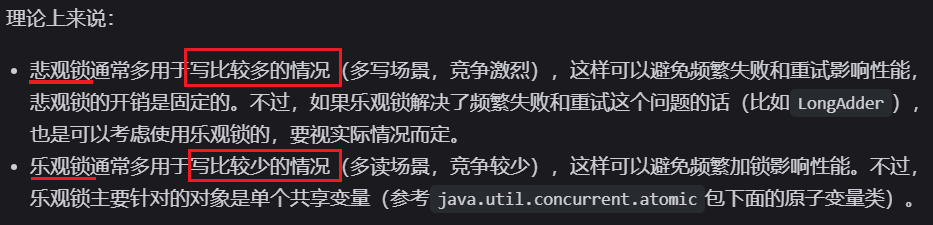 理论上来说：
• 悲观锁通常多用于写比较多的情况（多写场景，竞争激烈），这样可以避免频繁失败和重试影响性能，
悲观锁的开销是固定的。不过，如果乐观锁解决了频繁失败和重试这个问题的话（比如 LongAdder ），
也是可以考虑使用乐观锁的，要视实际情况而定。
• 乐观锁通常多用于写比较少的情况（多读场景，竞争较少），这样可以避免频繁加锁影响性能。不过，
乐观锁主要针对的对象是单个共享变量（参考 java.util.concurrent.atomic 包下面的原子变量类）。